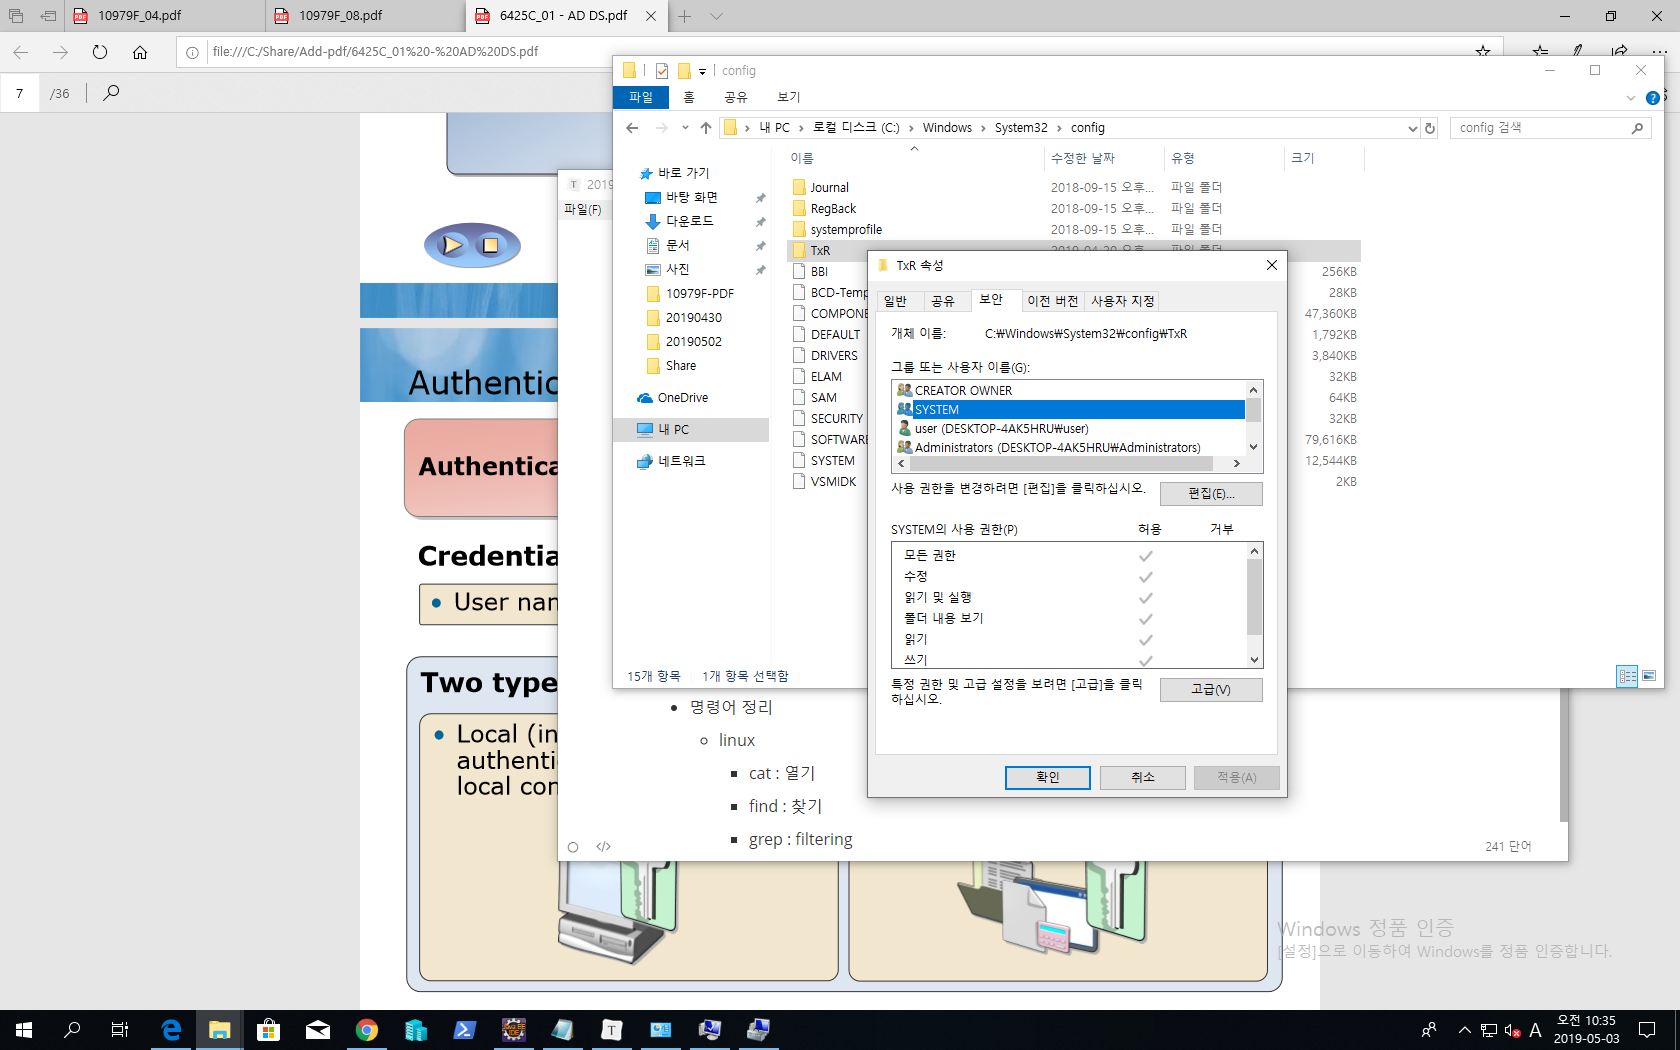 10979F_04.pdf
10979F_08.pdf
6425C_01 - AD DS.pdf
file:///C:/Share/Add-pdf/6425C_01%20-%20AD%20DS.pdf
7
/36
Authentic
Authentica
Credentia
User nam
Two type
Local (in
authenti
local con
2019
파일(F)
명령어 정리
linux
cat : 열기
find : 찾기
grep : filtering
241 단어
config
파일
홈
공유
보기
내 PC
로컬 디스크 (C:)
Windows
System32
config
config 검색
바로 가기
바탕 화면
다운로드
문서
사진
10979F-PDF
20190430
20190502
Share
OneDrive
내 PC
네트워크
이름 수정한 날짜 유형 크기
Journal 2018-09-15 오후... 파일 폴더
RegBack 2018-09-15 오후... 파일 폴더
systemprofile 2018-09-15 오후... 파일 폴더
TxR
BBI 256KB
BCD-Temp 28KB
COMPONE 47,360KB
DEFAULT 1,792KB
DRIVERS 3,840KB
ELAM 32KB
SAM 64KB
SECURITY 32KB
SOFTWARE 79,616KB
SYSTEM 12,544KB
VSMIDK 2KB
15개 항목 1개 항목 선택함
TxR 속성
일반 공유 보안 이전 버전 사용자 지정
개체 이름: C:\Windows\System32\config\TxR
그룹 또는 사용자 이름(G):
CREATOR OWNER
SYSTEM
user (DESKTOP-4AK5HRU\user)
Administrators (DESKTOP-4AK5HRU\Administrators)
사용 권한을 변경하려면 [편집]을 클릭하십시오.
편집(E)...
SYSTEM의 사용 권한(P) 허용 거부
모든 권한
수정
읽기 및 실행
폴더 내용 보기
읽기
쓰기
특정 권한 및 고급 설정을 보려면 [고급]을 클릭
하십시오.
고급(V)
확인 취소 적용(A)
Windows 정품 인증
[설정]으로 이동하여 Windows를 정품 인증합니다.
A
오전 10:35
2019-05-03